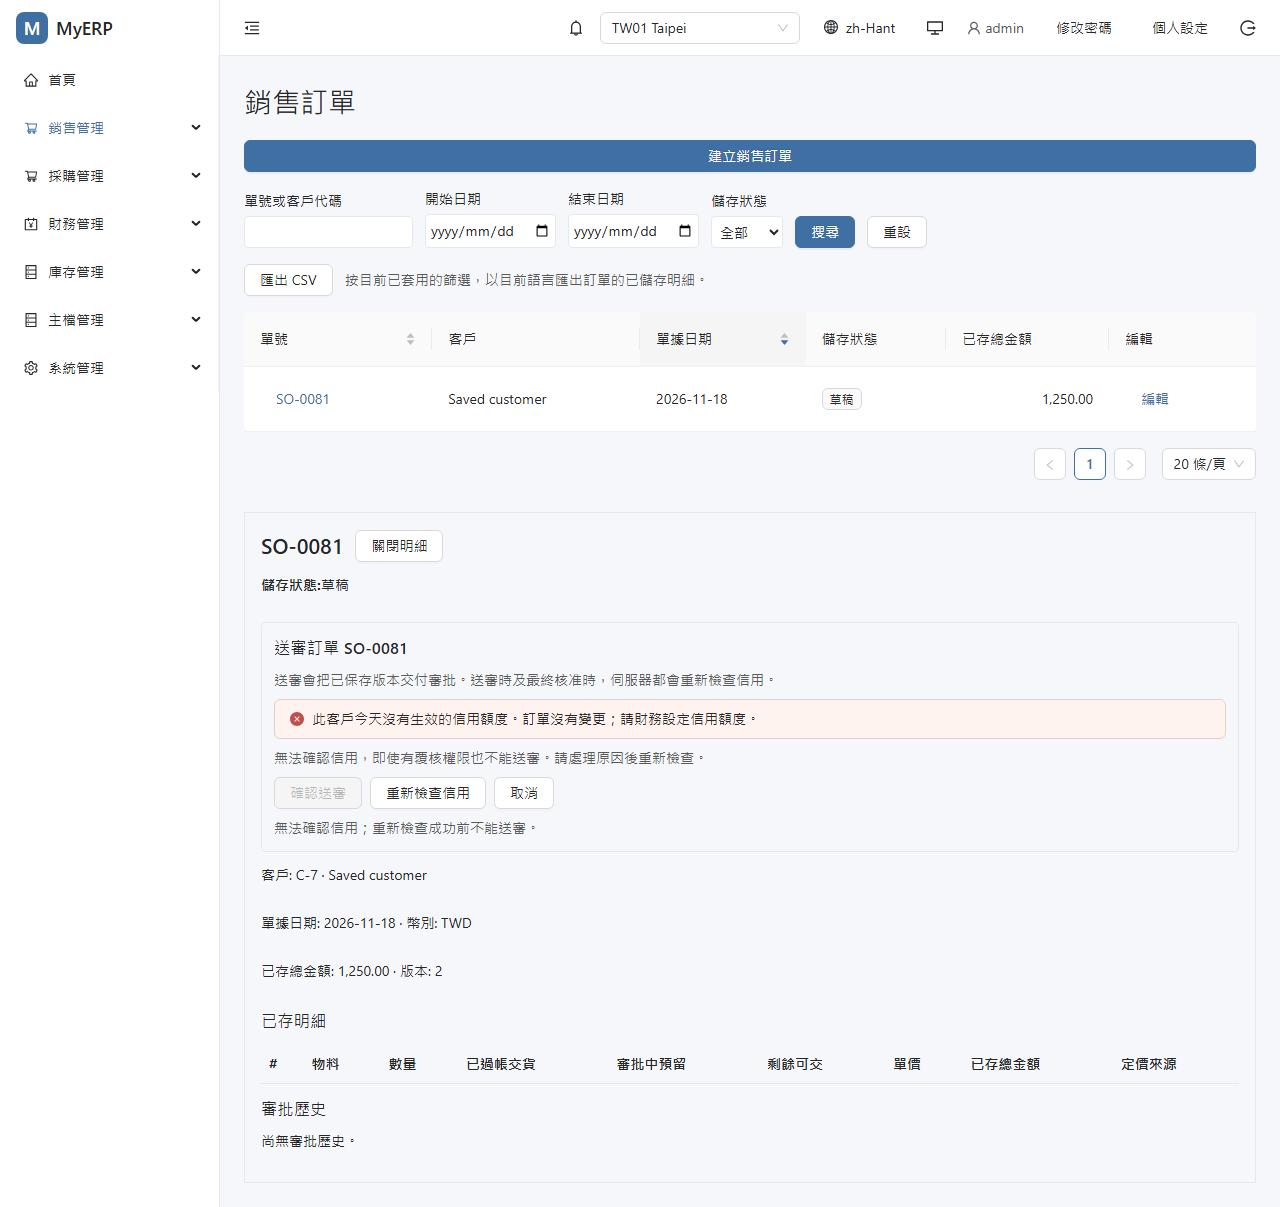 M MyERP
TW01 Taipei
zh-Hant
admin
修改密碼
個人設定
首頁
銷售管理
採購管理
財務管理
庫存管理
主檔管理
系統管理
銷售訂單
建立銷售訂單
單號或客戶代碼
開始日期
結束日期
儲存狀態
yyyy/mm/dd
yyyy/mm/dd
全部
搜尋
重設
匯出 CSV
按目前已套用的篩選，以目前語言匯出訂單的已儲存明細。
單號 客戶 單據日期 儲存狀態 已存總金額 編輯
SO-0081 Saved customer 2026-11-18 草稿 1,250.00 編輯
< 1 > 20 條/頁
SO-0081 關閉明細
儲存狀態:草稿
送審訂單 SO-0081
送審會把已保存版本交付審批。送審時及最終核准時，伺服器都會重新檢查信用。
此客戶今天沒有生效的信用額度。訂單沒有變更；請財務設定信用額度。
無法確認信用，即使有覆核權限也不能送審。請處理原因後重新檢查。
確認送審 重新檢查信用 取消
無法確認信用；重新檢查成功前不能送審。
客戶: C-7 · Saved customer
單據日期: 2026-11-18 · 幣別: TWD
已存總金額: 1,250.00 · 版本: 2
已存明細
# 物料 數量 已過帳交貨 審批中預留 剩餘可交 單價 已存總金額 定價來源
審批歷史
尚無審批歷史。